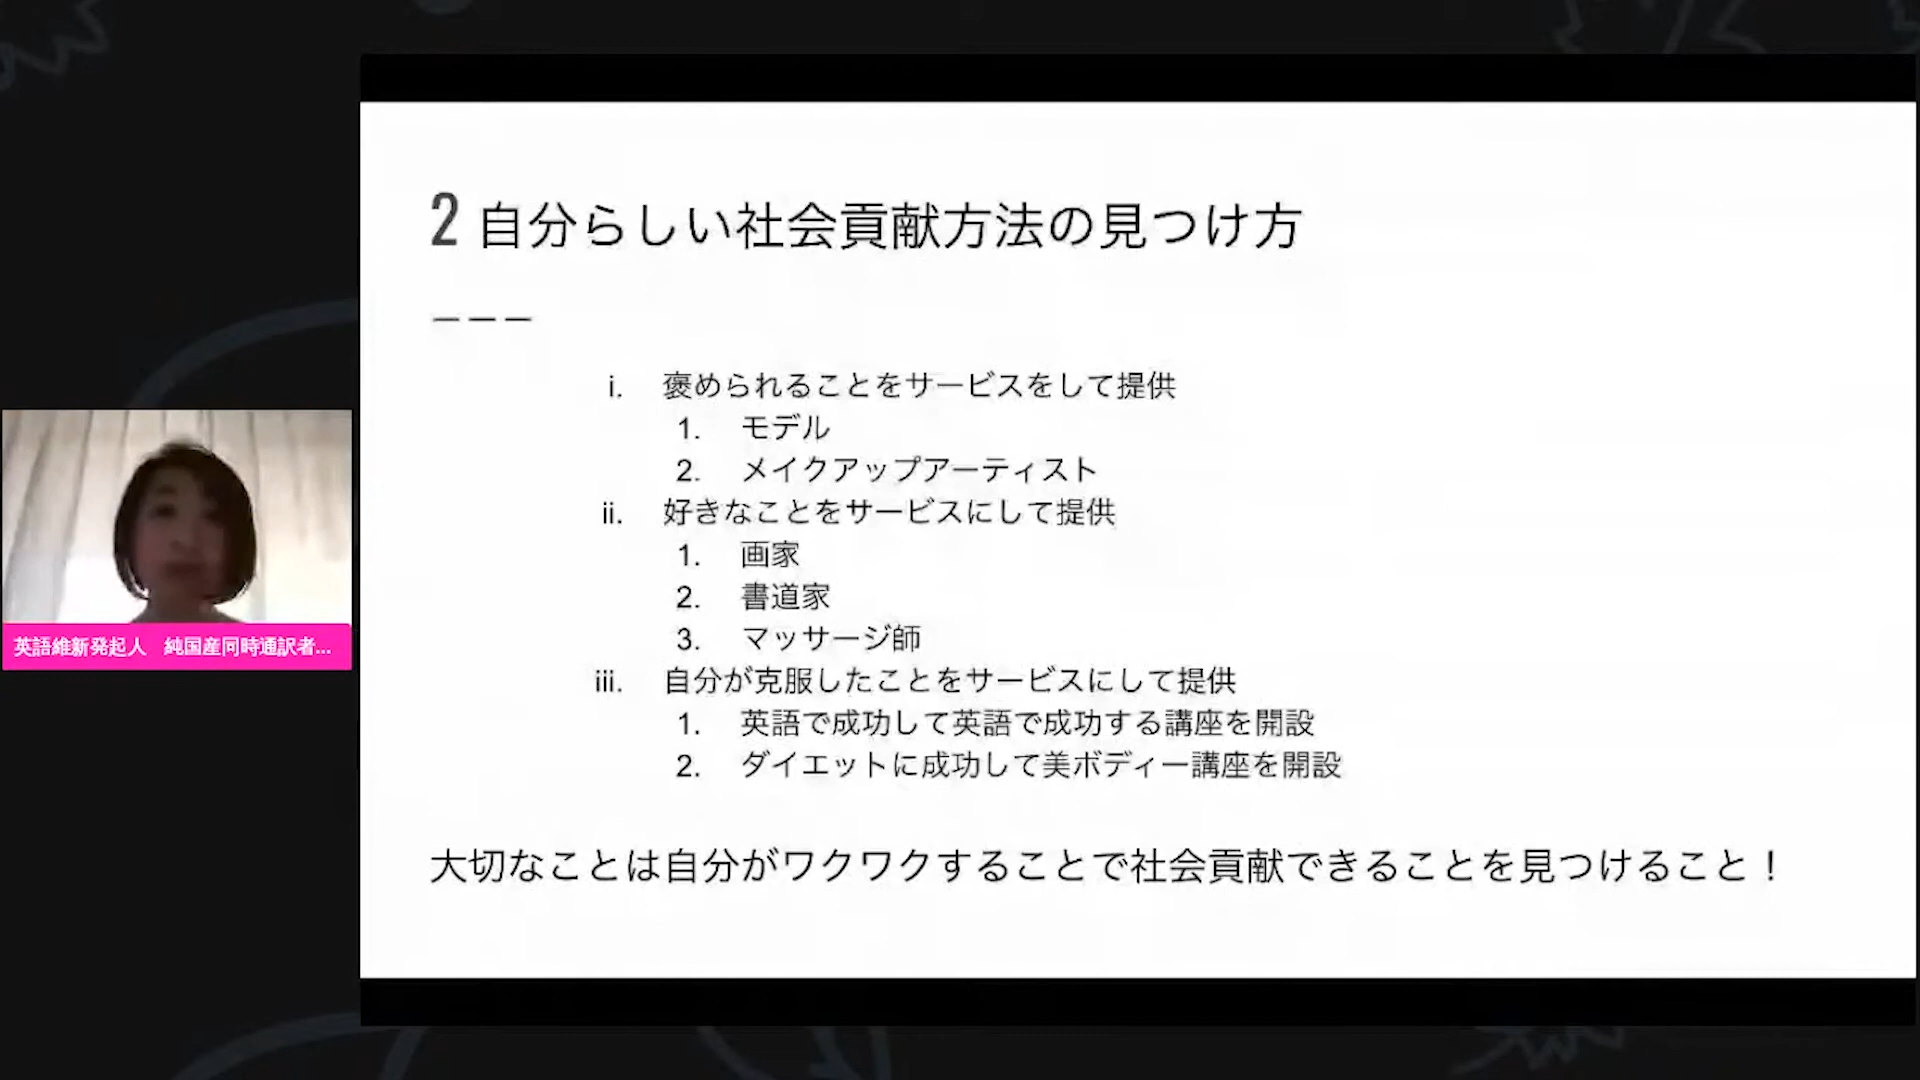 2 自分らしい社会貢献方法の見つけ方
i. 褒められることをサービスをして提供
1. モデル
2. メイクアップアーティスト
ii. 好きなことをサービスにして提供
1. 画家
2. 書道家
3. マッサージ師
iii. 自分が克服したことをサービスにして提供
1. 英語で成功して英語で成功する講座を開設
2. ダイエットに成功して美ボディー講座を開設
大切なことは自分がワクワクすることで社会貢献できることを見つけること！
英語維新発起人　純国産同時通訳者...